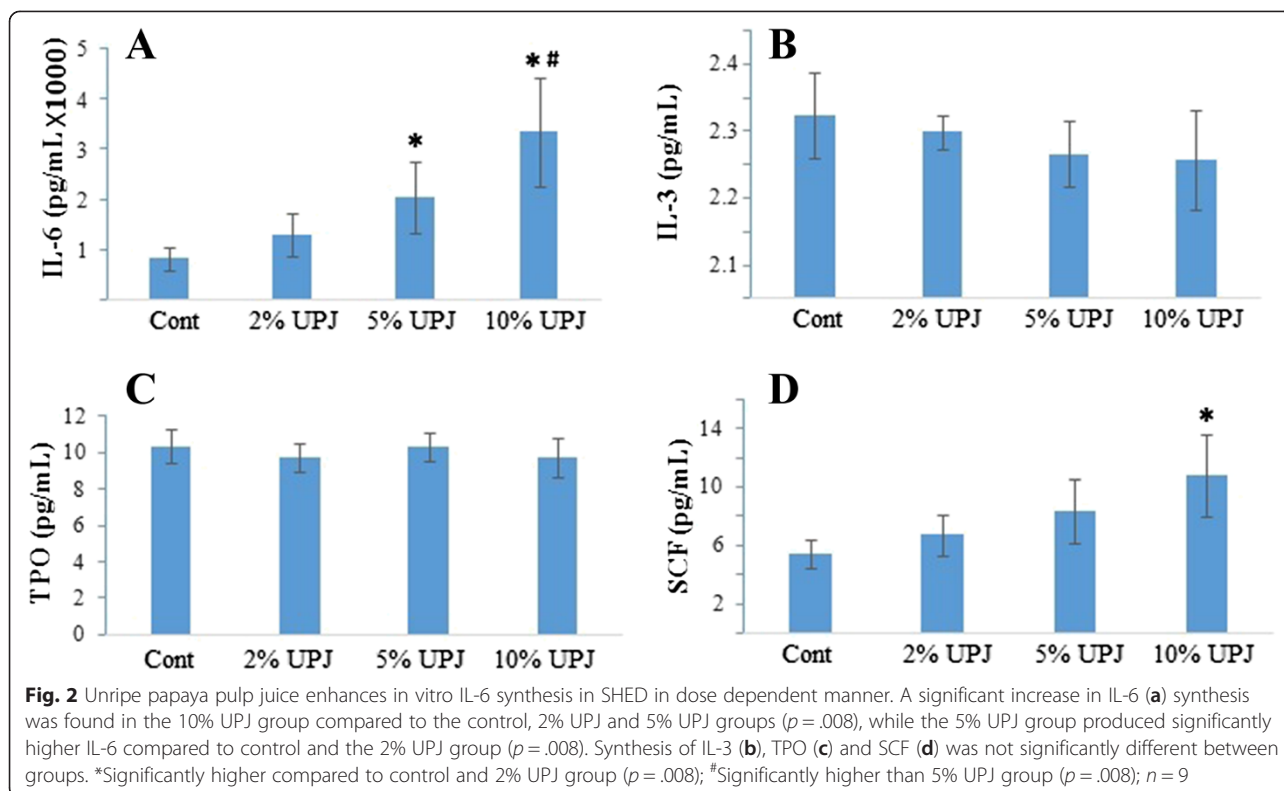 A
IL-6 (pg/mL X1000)
5
4
3
2
1
*
* #
Cont 2% UPJ 5% UPJ 10% UPJ
B
IL-3 (pg/mL)
2.4
2.3
2.2
2.1
Cont 2% UPJ 5% UPJ 10% UPJ
C
TPO (pg/mL)
12
10
8
6
4
2
0
Cont 2% UPJ 5% UPJ 10% UPJ
D
SCF (pg/mL)
14
10
6
2
*
Cont 2% UPJ 5% UPJ 10% UPJ
Fig. 2 Unripe papaya pulp juice enhances in vitro IL-6 synthesis in SHED in dose dependent manner. A significant increase in IL-6 (a) synthesis
was found in the 10% UPJ group compared to the control, 2% UPJ and 5% UPJ groups (p = .008), while the 5% UPJ group produced significantly
higher IL-6 compared to control and the 2% UPJ group (p = .008). Synthesis of IL-3 (b), TPO (c) and SCF (d) was not significantly different between
groups. *Significantly higher compared to control and 2% UPJ group (p = .008); #Significantly higher than 5% UPJ group (p = .008); n = 9